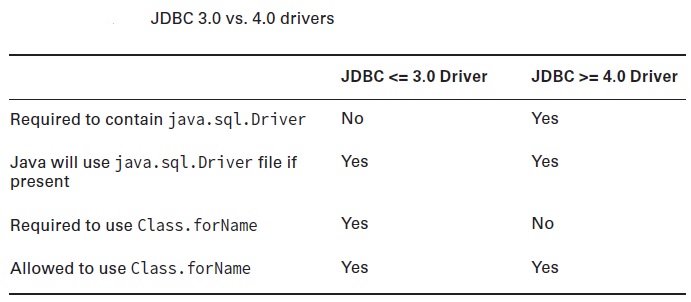 JDBC 3.0 vs. 4.0 drivers
JDBC <= 3.0 Driver JDBC >= 4.0 Driver
Required to contain java.sql.Driver No Yes
Java will use java.sql.Driver file if Yes Yes
present
Required to use Class.forName Yes No
Allowed to use Class.forName Yes Yes